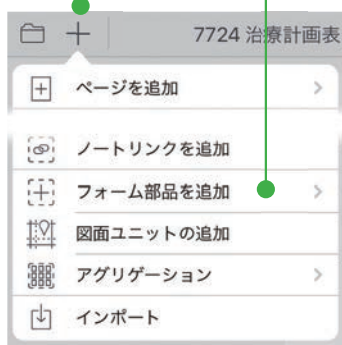 7724 治療計画表
ページを追加
ノートリンクを追加
フォーム部品を追加
図面ユニットの追加
アグリゲーション
インポート